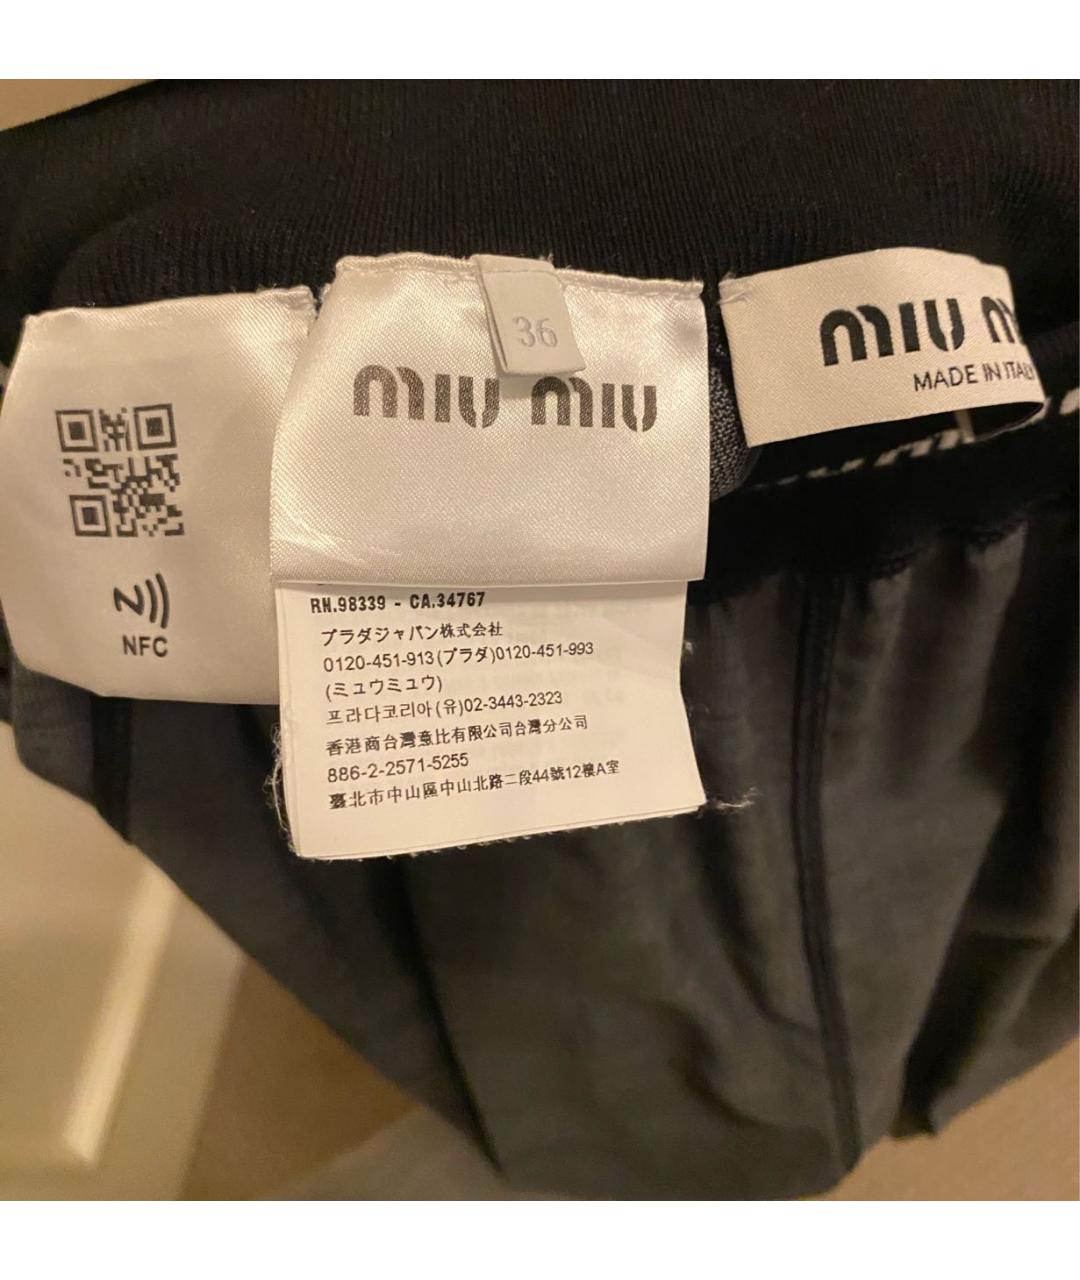 36
MIU MIU
MIU M
MADE IN ITALY
NFC
RN.98339 - CA.34767
プラダジャパン株式会社
0120-451-913(プラダ)0120-451-993
(ミュウミュウ)
프라다코리아(유)02-3443-2323
香港商台灣意比有限公司台灣分公司
886-2-2571-5255
臺北市中山區中山北路二段44號12樓A室